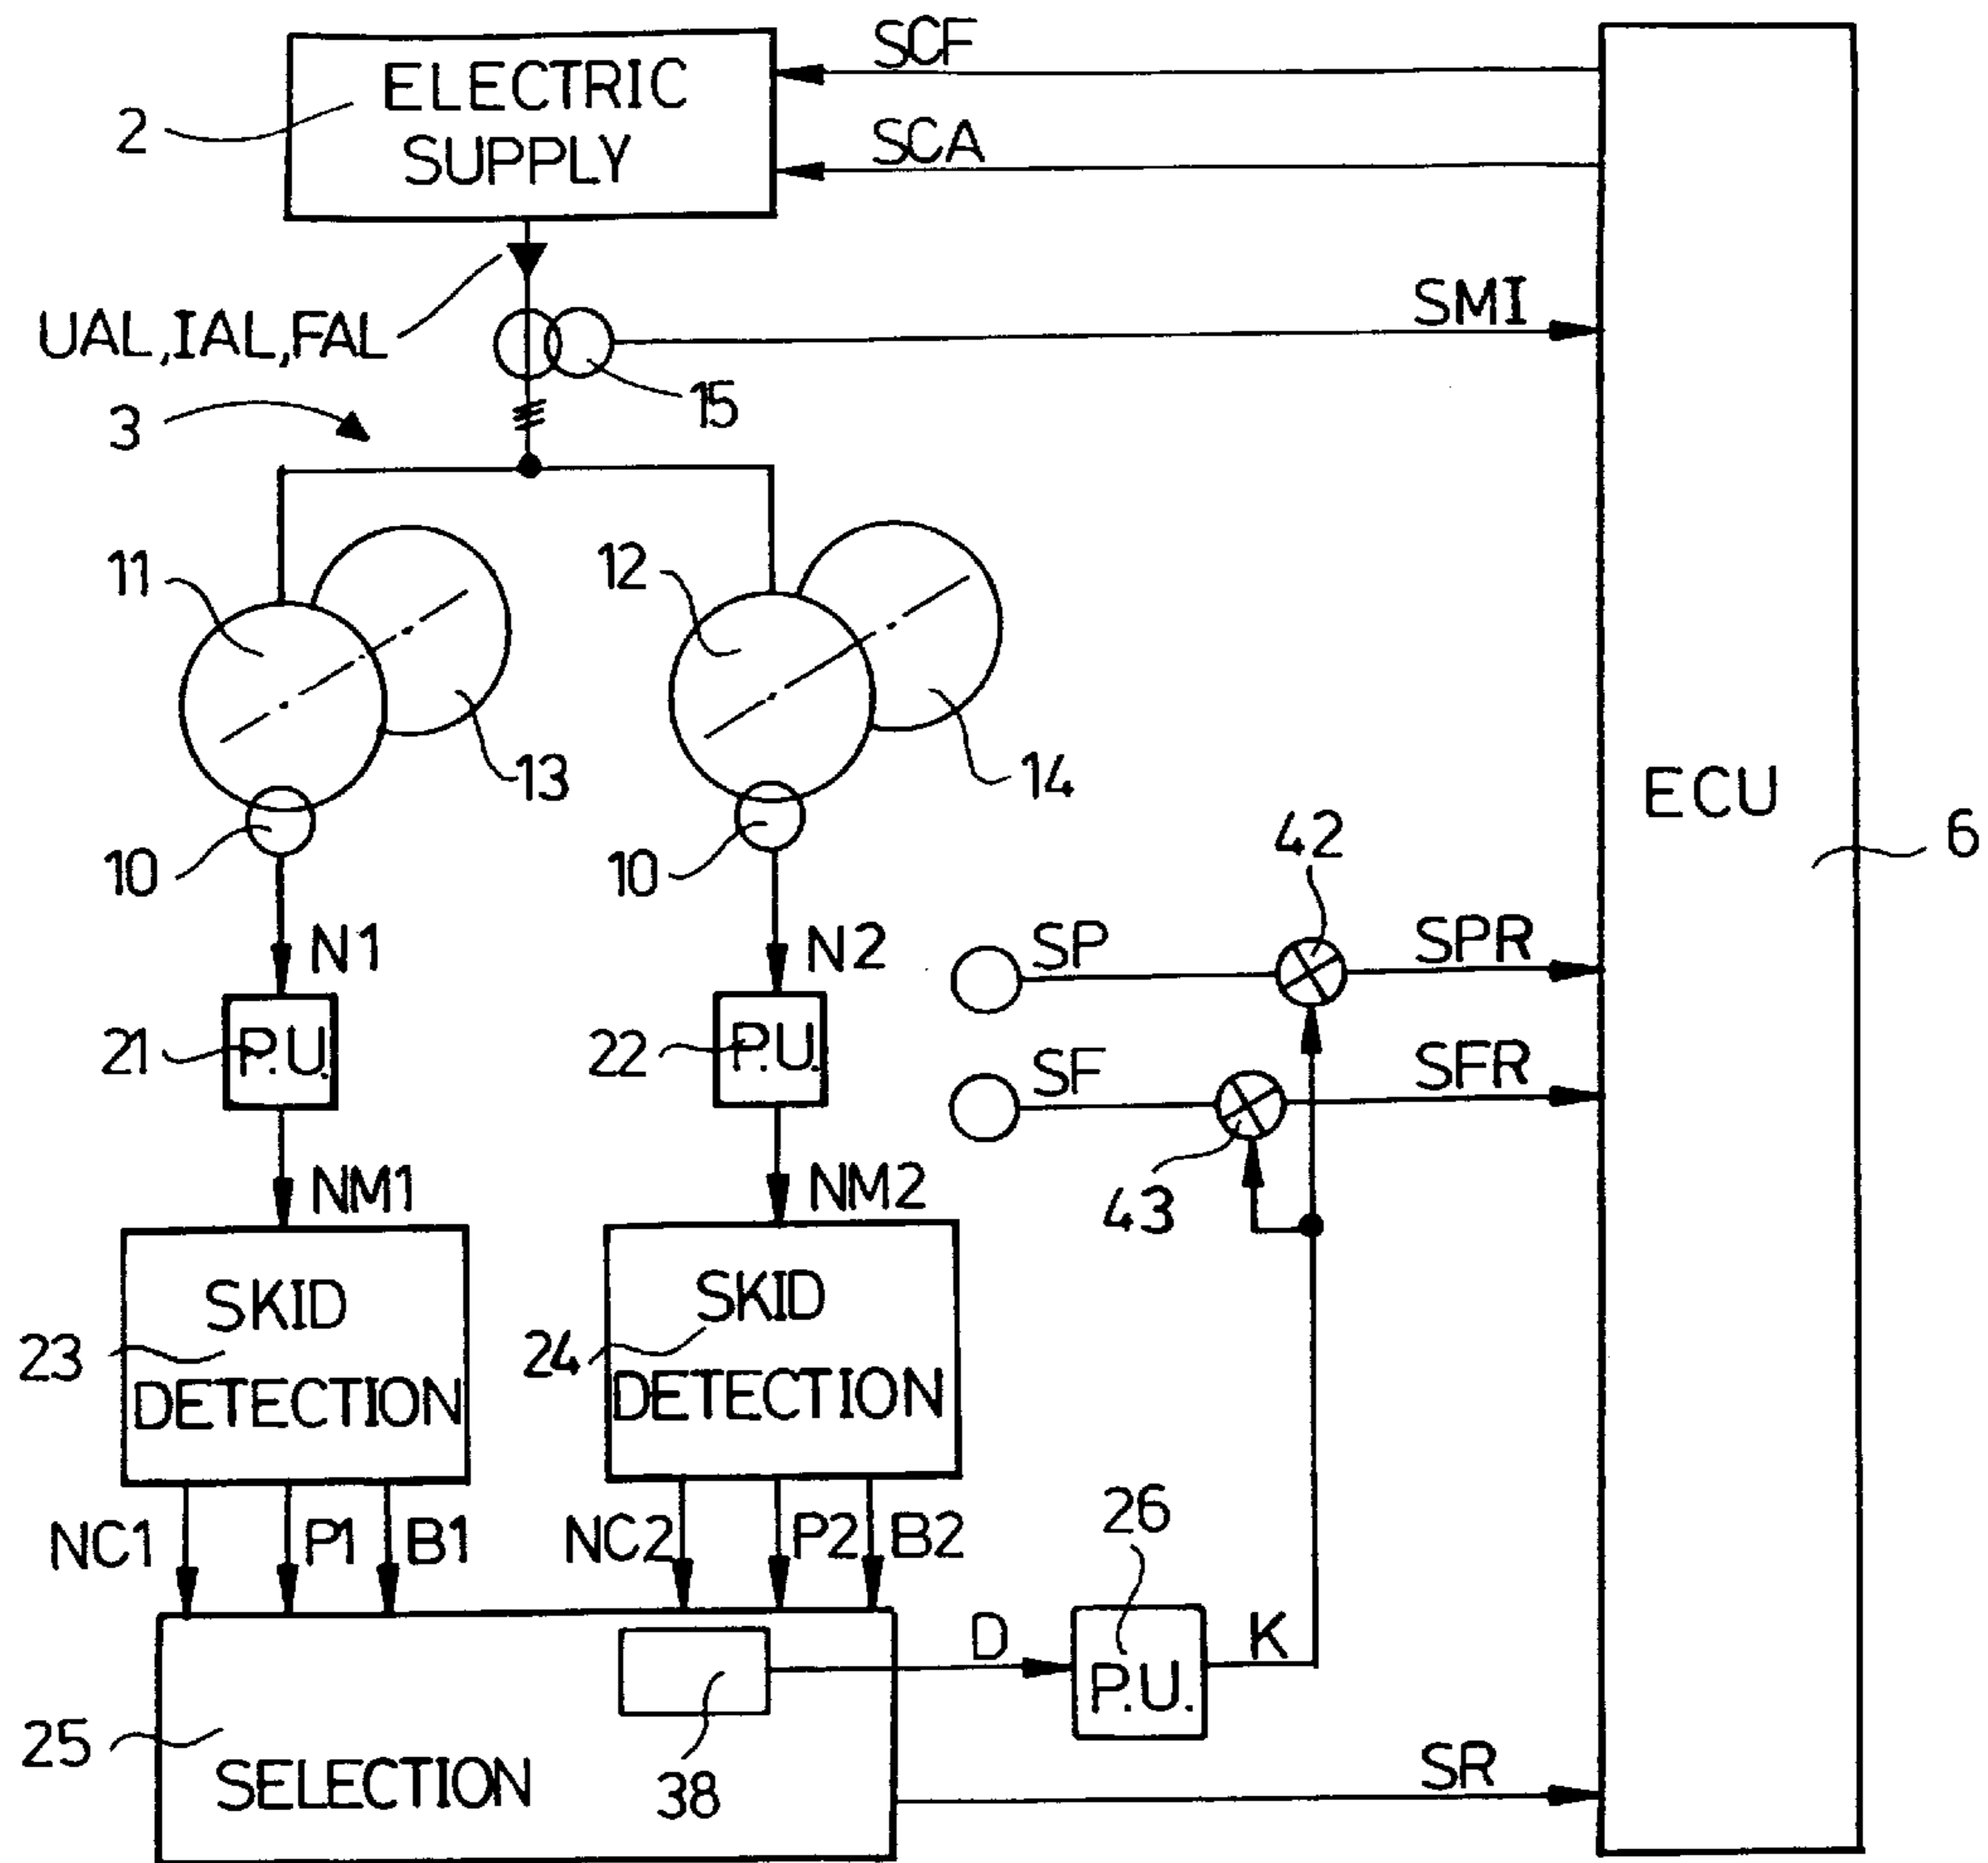 SCF
ELECTRIC
SUPPLY
2
SCA
SMI
UAL,IAL,FAL
15
3
11
12
13
14
ECU
6
10
10
42
N1
N2
SP
SPR
21
P.U.
22
P.U.
SF
SFR
NM1
NM2
43
SKID
DETECTION
23
SKID
DETECTION
24
NC1
P1
B1
NC2
P2
B2
26
D
P.U.
K
25
SELECTION
38
SR